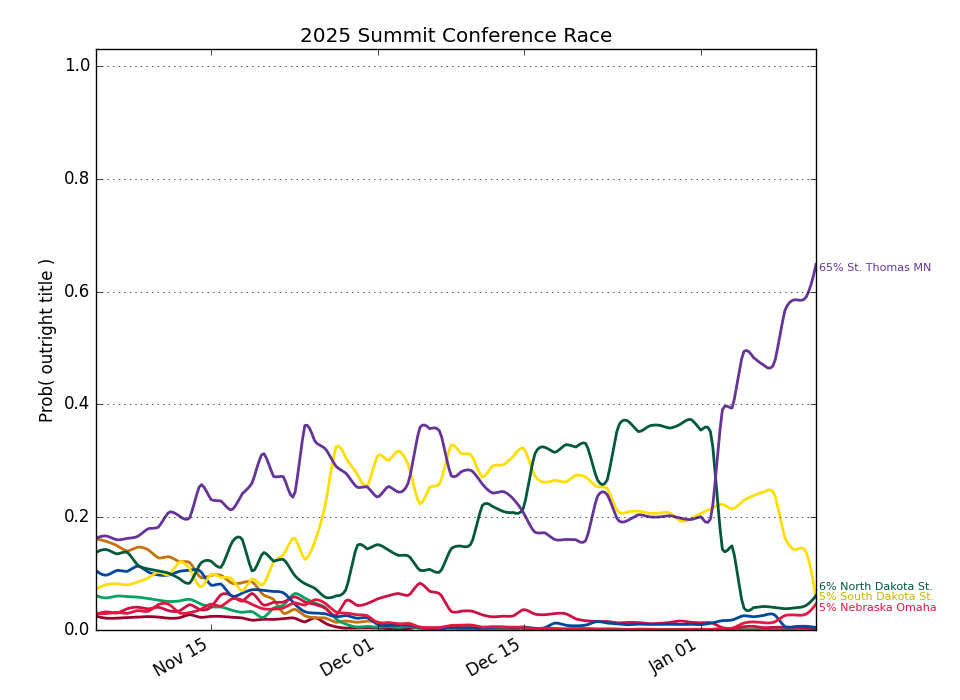 2025 Summit Conference Race
Prob( outright title )
1.0
0.8
0.6
0.4
0.2
0.0
65% St. Thomas MN
6% North Dakota St.
5% South Dakota St.
5% Nebraska Omaha
Nov 15
Dec 01
Dec 15
Jan 01